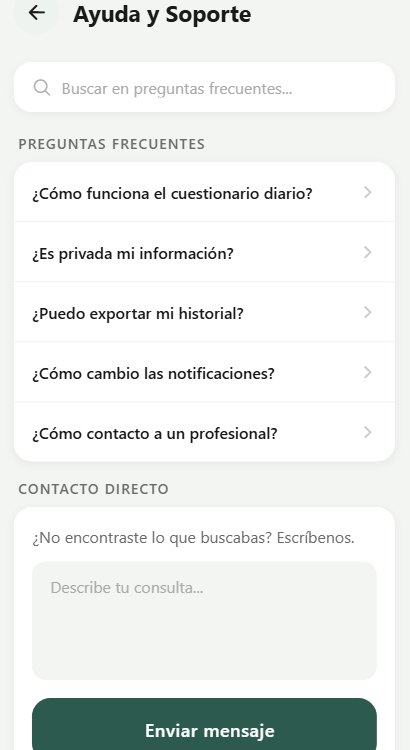 Ayuda y Soporte
Buscar en preguntas frecuentes...
PREGUNTAS FRECUENTES
¿Cómo funciona el cuestionario diario?
¿Es privada mi información?
¿Puedo exportar mi historial?
¿Cómo cambio las notificaciones?
¿Cómo contacto a un profesional?
CONTACTO DIRECTO
¿No encontraste lo que buscabas? Escríbenos.
Describe tu consulta...
Enviar mensaje